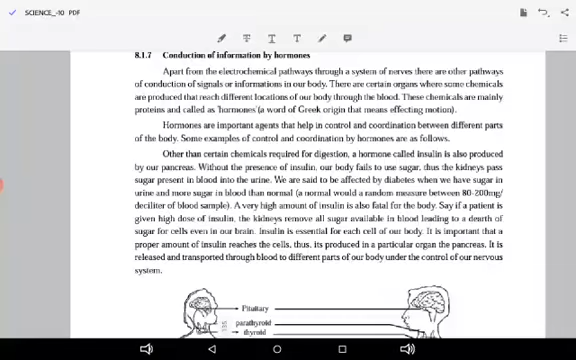 SCIENCE_-10 PDF
8.1.7 Conduction of information by hormones
Apart from the electrochemical pathways through a system of nerves there are other pathways
of conduction of signals or informations in our body. There are certain organs where some chemicals
are produced that reach different locations of our body through the blood. These chemicals are mainly
proteins and called as 'hormones' (a word of Greek origin that means effecting motion).
Hormones are important agents that help in control and coordination between different parts
of the body. Some examples of control and coordination by hormones are as follows.
Other than certain chemicals required for digestion, a hormone called insulin is also produced
by our pancreas. Without the presence of insulin, our body fails to use sugar, thus the kidneys pass
sugar present in blood into the urine. We are said to be affected by diabetes when we have sugar in
urine and more sugar in blood than normal (a normal would a random measure between 80-200mg/
deciliter of blood sample). A very high amount of insulin is also fatal for the body. Say if a patient is
given high dose of insulin, the kidneys remove all sugar available in blood leading to a dearth of
sugar for cells even in our brain. Insulin is essential for each cell of our body. It is important that a
proper amount of insulin reaches the cells, thus, its produced in a particular organ the pancreas. It is
released and transported through blood to different parts of our body under the control of our nervous
system.
Pituitary
parathyroid
thyroid